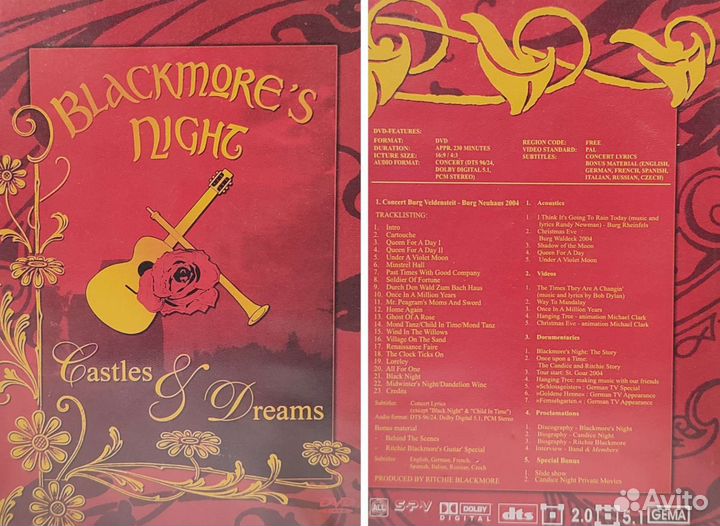 BLACKMORE'S
NIGHT
Castles
&
Dreams
DVD-FEATURES:
FORMAT: DVD
DURATION: APPR. 230 MINUTES
ICTURE SIZE: 16:9 / 4:3
AUDIO FORMAT: CONCERT (DTS 96/24,
DOLBY DIGITAL 5.1,
PCM STEREO)
REGION CODE: FREE
VIDEO STANDARD: PAL
SUBTITLES: CONCERT LYRICS
BONUS MATERIAL (ENGLISH,
GERMAN, FRENCH, SPANISH,
ITALIAN, RUSSIAN, CZECH)
1. Concert Burg Veldensteit - Burg Neuhaus 2004
TRACKLISTING:
1. Intro
2. Cartouche
3. Queen For A Day I
4. Queen For A Day II
5. Under A Violet Moon
6. Minstrel Hall
7. Past Times With Good Company
8. Soldier Of Fortune
9. Durch Den Wald Zum Bach Haus
10. Once In A Million Years
11. Mr. Peagram's Moms And Sword
12. Home Again
13. Ghost Of A Rose
14. Mond Tanz/Child In Time/Mond Tanz
15. Wind In The Willows
16. Village On The Sand
17. Renaissance Faire
18. The Clock Ticks On
19. Loreley
20. All For One
21. Black Night
22. Midwinter's Night/Dandelion Wine
23. Credits
Subtitles: Concert Lyrics
except "Black Night" & "Child In Time")
Audio format: DTS-96/24, Dolby Digital 5.1, PCM Stereo
Bonus material
- Behind The Scenes
- Ritchie Blackmore's Guitar Special
Subtitles English, German, French,
Spanish, Italian, Russian, Czech
PRODUCED BY RITCHIE BLACKMORE
1. Acoustics
1. I Think It's Going To Rain Today (music and
lyrics Randy Newman) - Burg Rheinfels
2. Christmas Eve
Burg Waldeck 2004
3. Shadow of the Moon
4. Queen For A Day
5. Under A Violet Moon
2. Videos
1. The Times They Are A Changin'
(music and lyrics by Bob Dylan)
2. Way To Mandalay
3. Once In A Million Years
4. Hanging Tree - animation Michael Clark
5. Christmas Eve - animation Michael Clark
3. Documentaries
1. Blackmore's Night: The Story
2. Once upon a Time:
The Candice and Ritchie Story
3. Tour start: St. Goar 2004
4. Hanging Tree: making music with our friends
5. »Schlossgeister« : German TV Special
6. »Goldene Henne« : German TV Appearance
7. »Fernsehgarten « : German TV Appearance
4. Proclamations
1. Discography - Blackmore's Night
2. Biography - Candice Night
3. Biography - Ritchie Blackmore
4. Interview - Band & Members
5. Special Bonus
1. Slide show
2. Candice Night Private Movies
DVD
ALL SPV DOLBY DIGITAL dts 2.0 5.1 GEMA
Avito